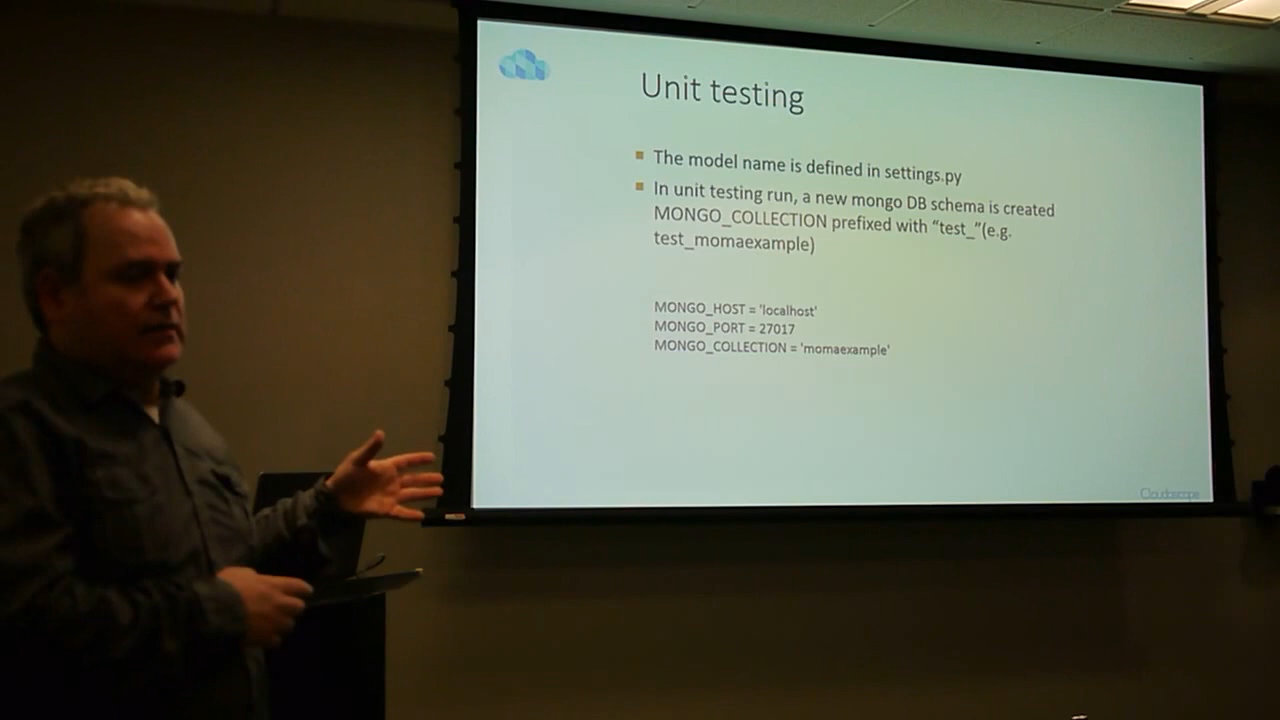 Unit testing
The model name is defined in settings.py
In unit testing run, a new mongo DB schema is created
MONGO_COLLECTION prefixed with “test_”(e.g.
test_momaexample)
MONGO_HOST = 'localhost'
MONGO_PORT = 27017
MONGO_COLLECTION = 'momaexample'
Cloudoscope